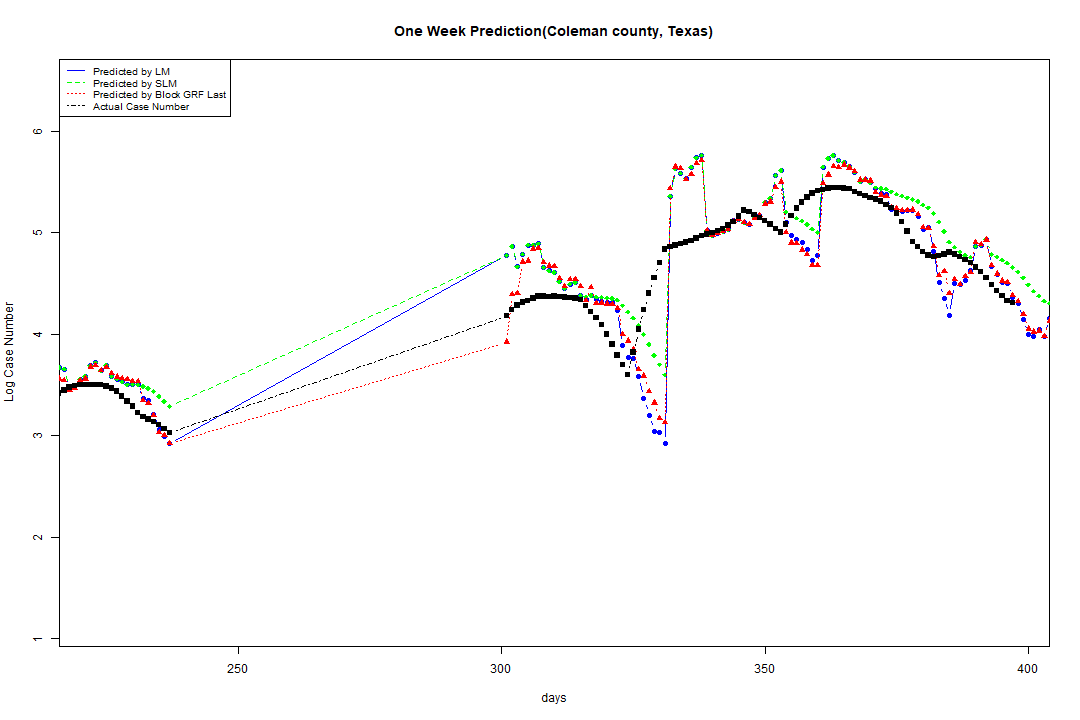 One Week Prediction(Coleman county, Texas)
Predicted by LM
Predicted by SLM
Predicted by Block GRF Last
Actual Case Number
6
5
4
3
2
1
Log Case Number
250
300
350
400
days